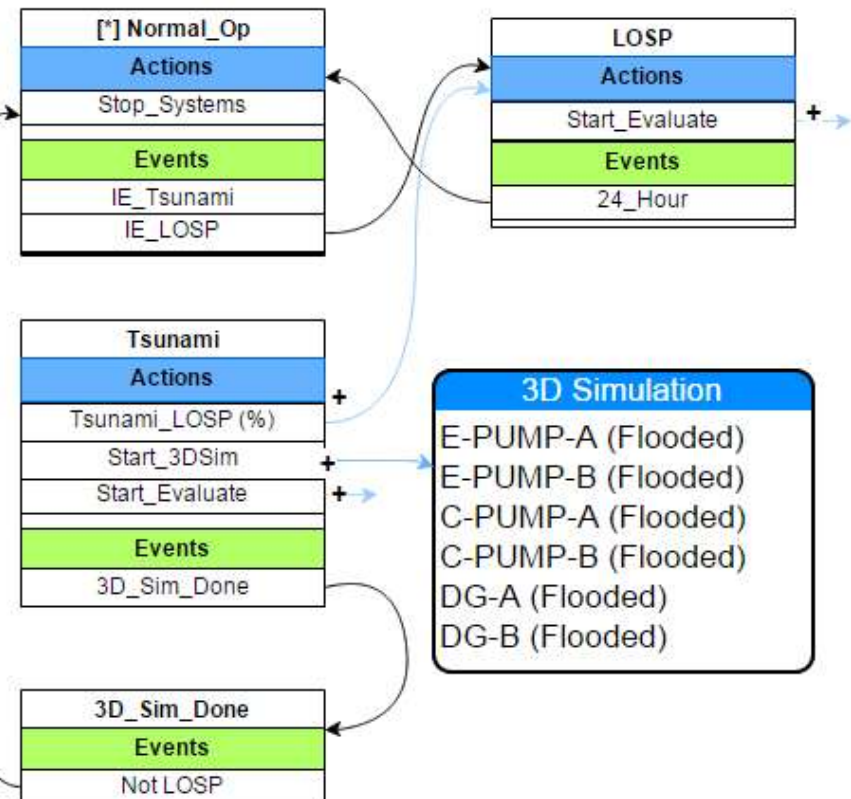 [*] Normal_Op
Actions
Stop_Systems
Events
IE_Tsunami
IE_LOSP
LOSP
Actions
Start_Evaluate
+
Events
24_Hour
Tsunami
Actions
+
Tsunami_LOSP (%)
Start_3DSim
+
Start_Evaluate
+
Events
3D_Sim_Done
3D Simulation
E-PUMP-A (Flooded)
E-PUMP-B (Flooded)
C-PUMP-A (Flooded)
C-PUMP-B (Flooded)
DG-A (Flooded)
DG-B (Flooded)
3D_Sim_Done
Events
Not LOSP